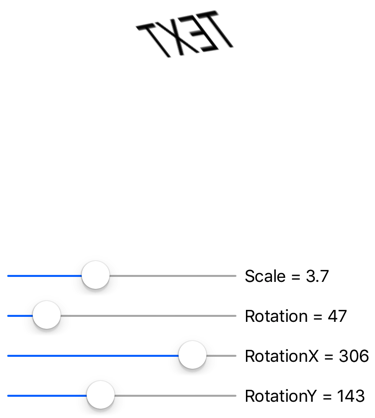 TEXT
Scale = 3.7
Rotation = 47
RotationX = 306
RotationY = 143